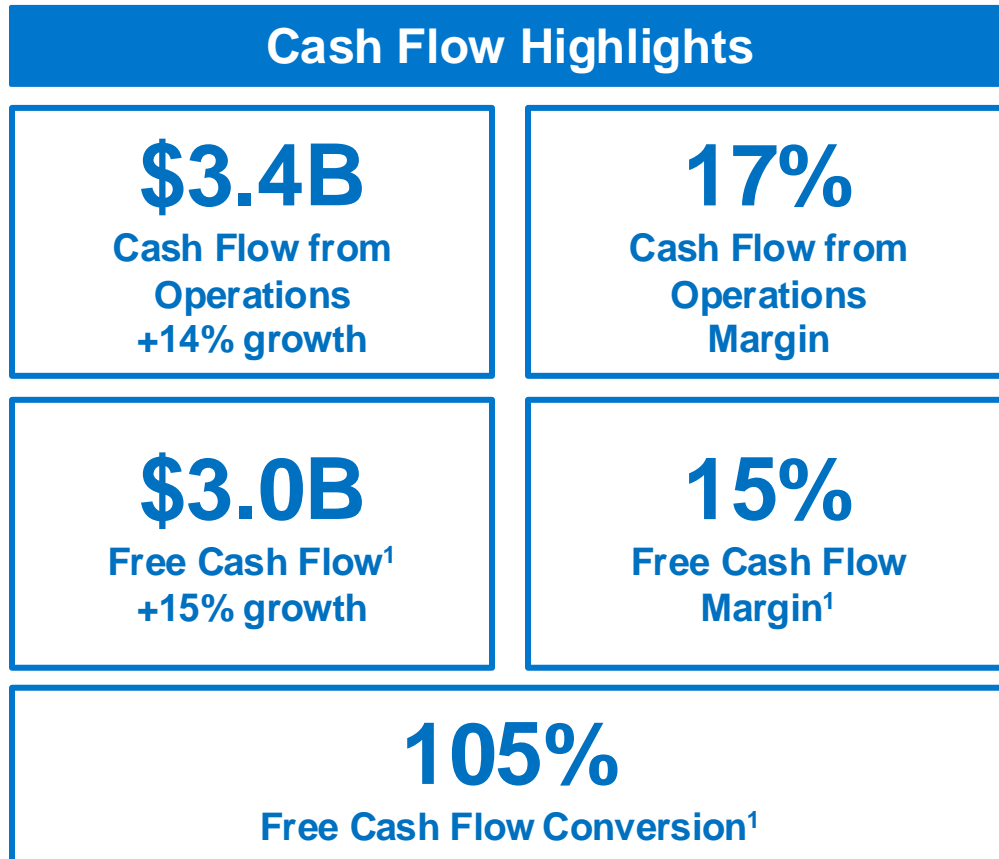 Cash Flow Highlights
$3.4B
Cash Flow from
Operations
+14% growth
17%
Cash Flow from
Operations
Margin
$3.0B
Free Cash Flow¹
+15% growth
15%
Free Cash Flow
Margin¹
105%
Free Cash Flow Conversion¹